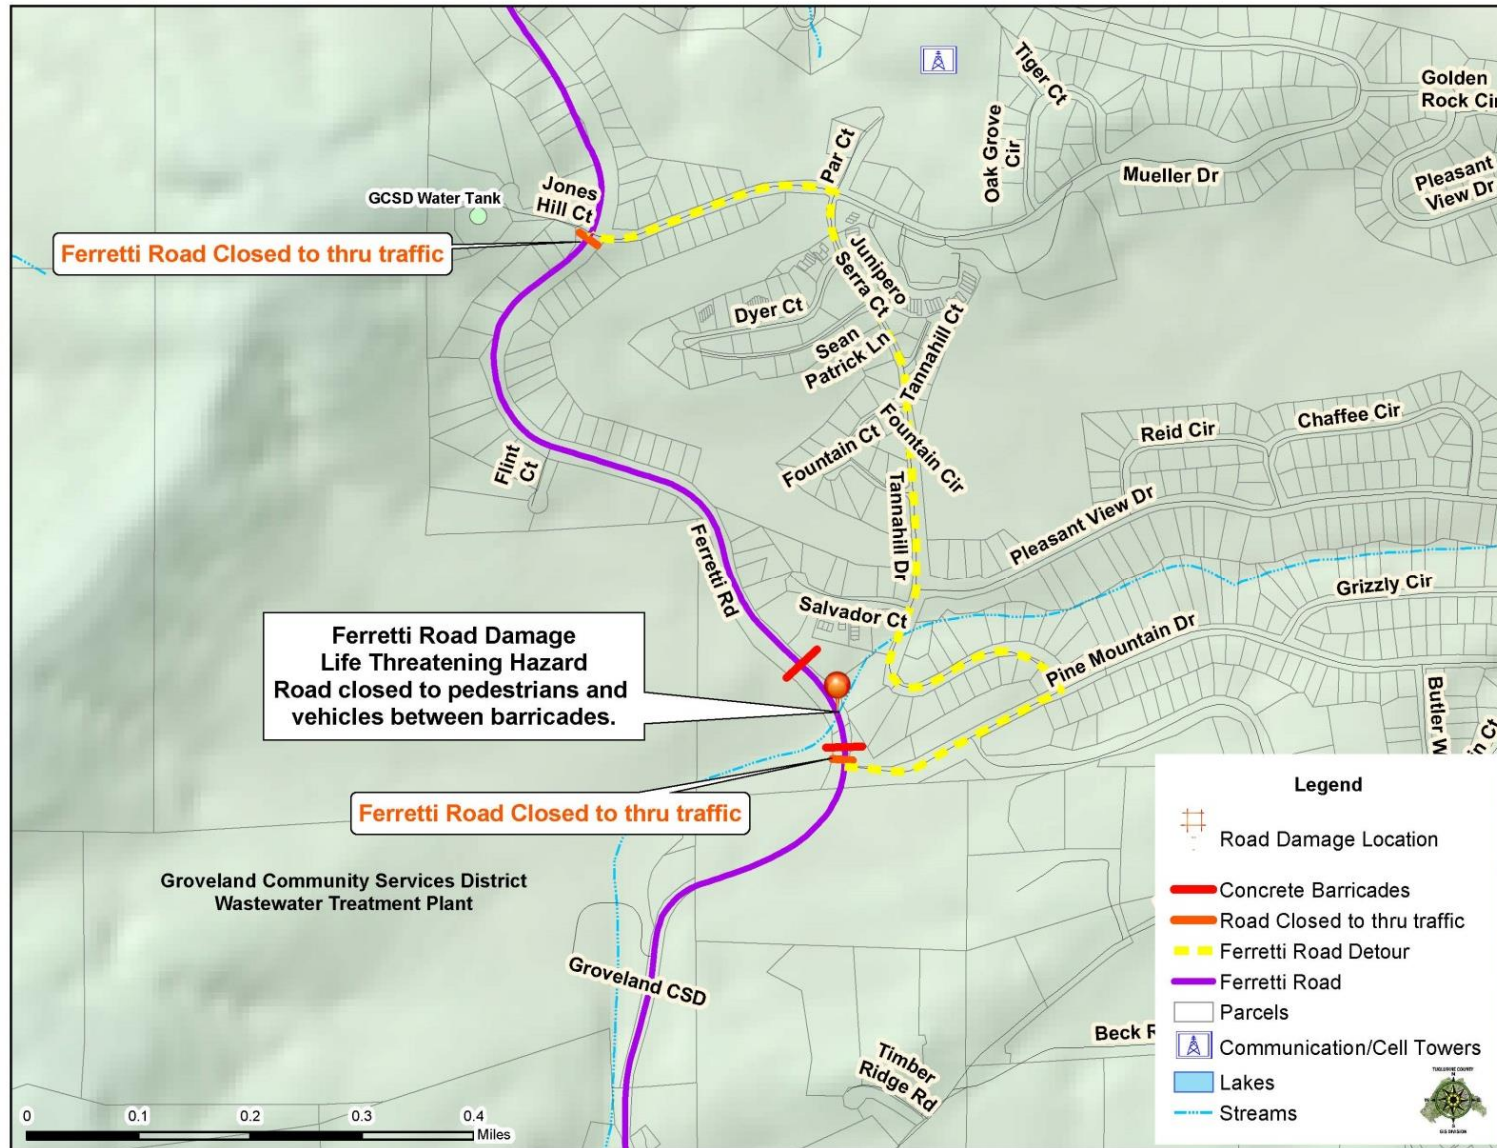 Tiger Ct
Oak Grove
Cir
Golden
Rock Cir
Mueller Dr
Pleasant
View Dr
Par Ct
Jones
Hill Ct
GCSD Water Tank
Ferretti Road Closed to thru traffic
Junipero
Serra Ct
Dyer Ct
Sean
Patrick Ln
Tannahill Ct
Fountain Ct
Fountain Cir
Tannahill Dr
Reid Cir
Chaffee Cir
Pleasant View Dr
Flint
Ct
Ferretti Rd
Salvador Ct
Grizzly Cir
Pine Mountain Dr
Butler W
in Ct
Ferretti Road Damage
Life Threatening Hazard
Road closed to pedestrians and
vehicles between barricades.
Ferretti Road Closed to thru traffic
Groveland Community Services District
Wastewater Treatment Plant
Groveland CSD
Timber
Ridge Rd
Beck R
Legend
Road Damage Location
Concrete Barricades
Road Closed to thru traffic
Ferretti Road Detour
Ferretti Road
Parcels
Communication/Cell Towers
Lakes
Streams
TUOLUMNE COUNTY
N
0 0.1 0.2 0.3 0.4
Miles